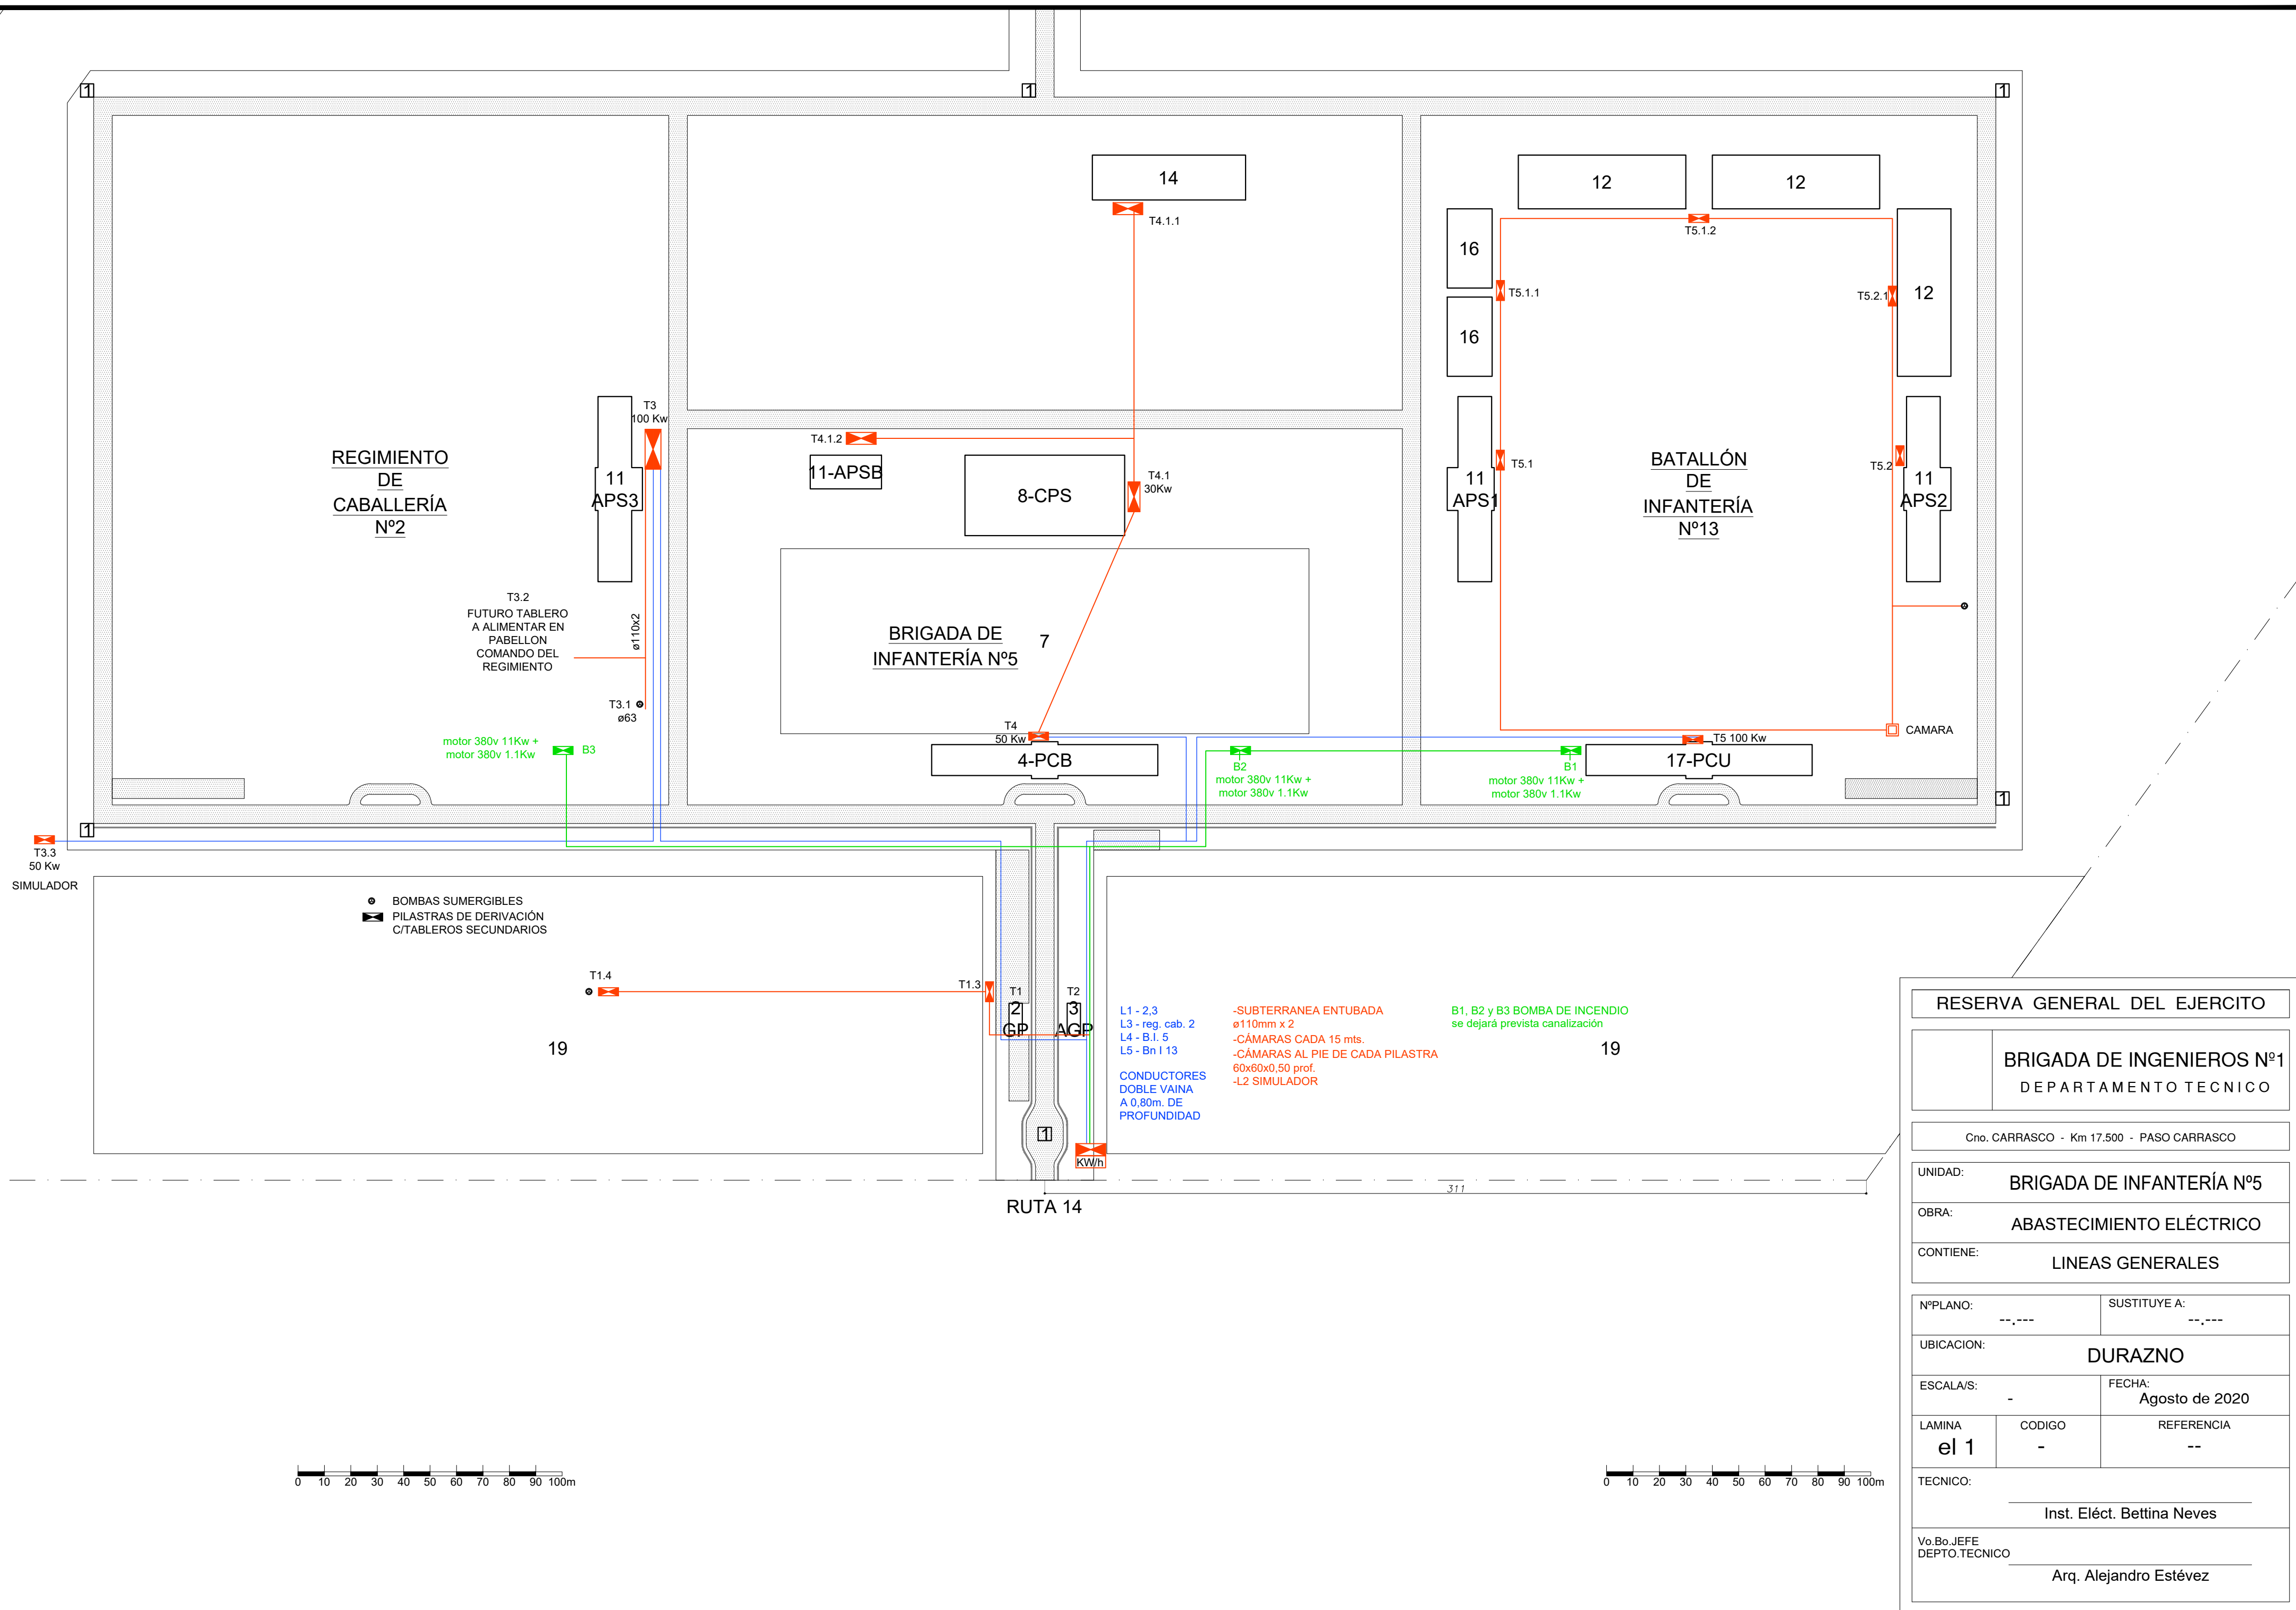 1
1
1
14
T4.1.1
12
12
T5.1.2
16
T5.1.1
16
T5.2.1
12
T3
100 Kw
11
APS3
REGIMIENTO
DE
CABALLERÍA
Nº2
T4.1.2
11-APSB
8-CPS
T4.1
30Kw
T5.1
11
APS1
BATALLÓN
DE
INFANTERÍA
Nº13
T5.2
11
APS2
T3.2
FUTURO TABLERO
A ALIMENTAR EN
PABELLON
COMANDO DEL
REGIMIENTO
ø110x2
T3.1
ø63
BRIGADA DE
INFANTERÍA Nº5
7
T4
50 Kw
4-PCB
motor 380v 11Kw +
motor 380v 1.1Kw
B3
B2
motor 380v 11Kw +
motor 380v 1.1Kw
B1
motor 380v 11Kw +
motor 380v 1.1Kw
T5 100 Kw
17-PCU
CAMARA
1
1
T3.3
50 Kw
SIMULADOR
BOMBAS SUMERGIBLES
PILASTRAS DE DERIVACIÓN
C/TABLEROS SECUNDARIOS
T1.4
T1.3
T1
2
GP
T2
3
AGP
19
L1 - 2,3
L3 - reg. cab. 2
L4 - B.I. 5
L5 - Bn I 13
CONDUCTORES
DOBLE VAINA
A 0,80m. DE
PROFUNDIDAD
-SUBTERRANEA ENTUBADA
ø110mm x 2
-CÁMARAS CADA 15 mts.
-CÁMARAS AL PIE DE CADA PILASTRA
60x60x0,50 prof.
-L2 SIMULADOR
B1, B2 y B3 BOMBA DE INCENDIO
se dejará prevista canalización
19
1
KW/h
311
RUTA 14
0 10 20 30 40 50 60 70 80 90 100m
0 10 20 30 40 50 60 70 80 90 100m
RESERVA GENERAL DEL EJERCITO
BRIGADA DE INGENIEROS Nº1
DEPARTAMENTO TECNICO
Cno. CARRASCO - Km 17.500 - PASO CARRASCO
UNIDAD:
BRIGADA DE INFANTERÍA Nº5
OBRA:
ABASTECIMIENTO ELÉCTRICO
CONTIENE:
LINEAS GENERALES
NºPLANO:
--.---
SUSTITUYE A:
--.---
UBICACION:
DURAZNO
ESCALA/S:
-
FECHA:
Agosto de 2020
LAMINA
el 1
CODIGO
-
REFERENCIA
--
TECNICO:
Inst. Eléct. Bettina Neves
Vo.Bo.JEFE
DEPTO.TECNICO
Arq. Alejandro Estévez